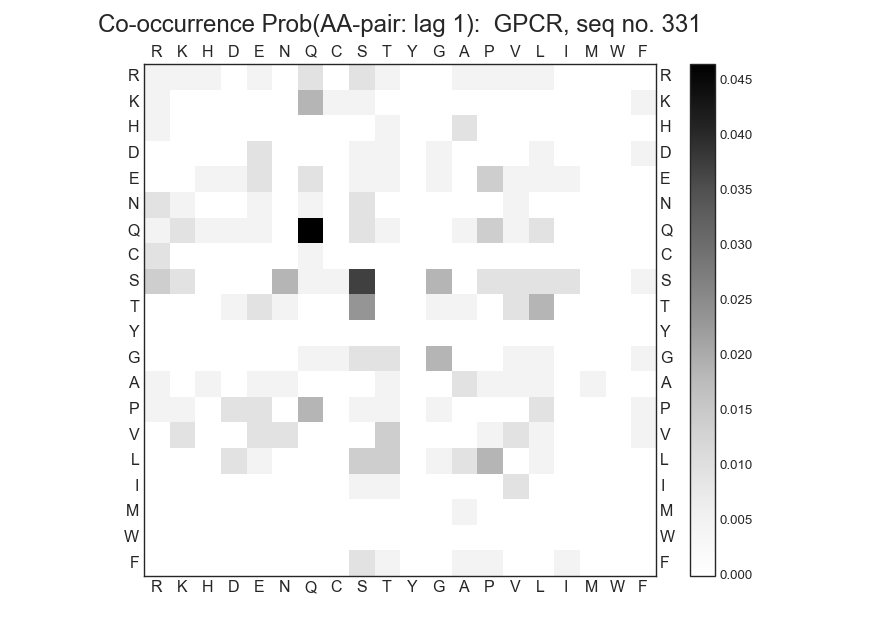 Co-occurrence Prob(AA-pair: lag 1):  GPCR, seq no. 331
R K H D E N Q C S T Y G A P V L I M W F
R R 0.045
K K
H H 0.040
D D
E E 0.035
N N
Q Q 0.030
C C
S S 0.025
T T
Y Y
G G 0.020
A A
P P 0.015
V V
L L 0.010
I I
M M 0.005
W W
F F 0.000
R K H D E N Q C S T Y G A P V L I M W F